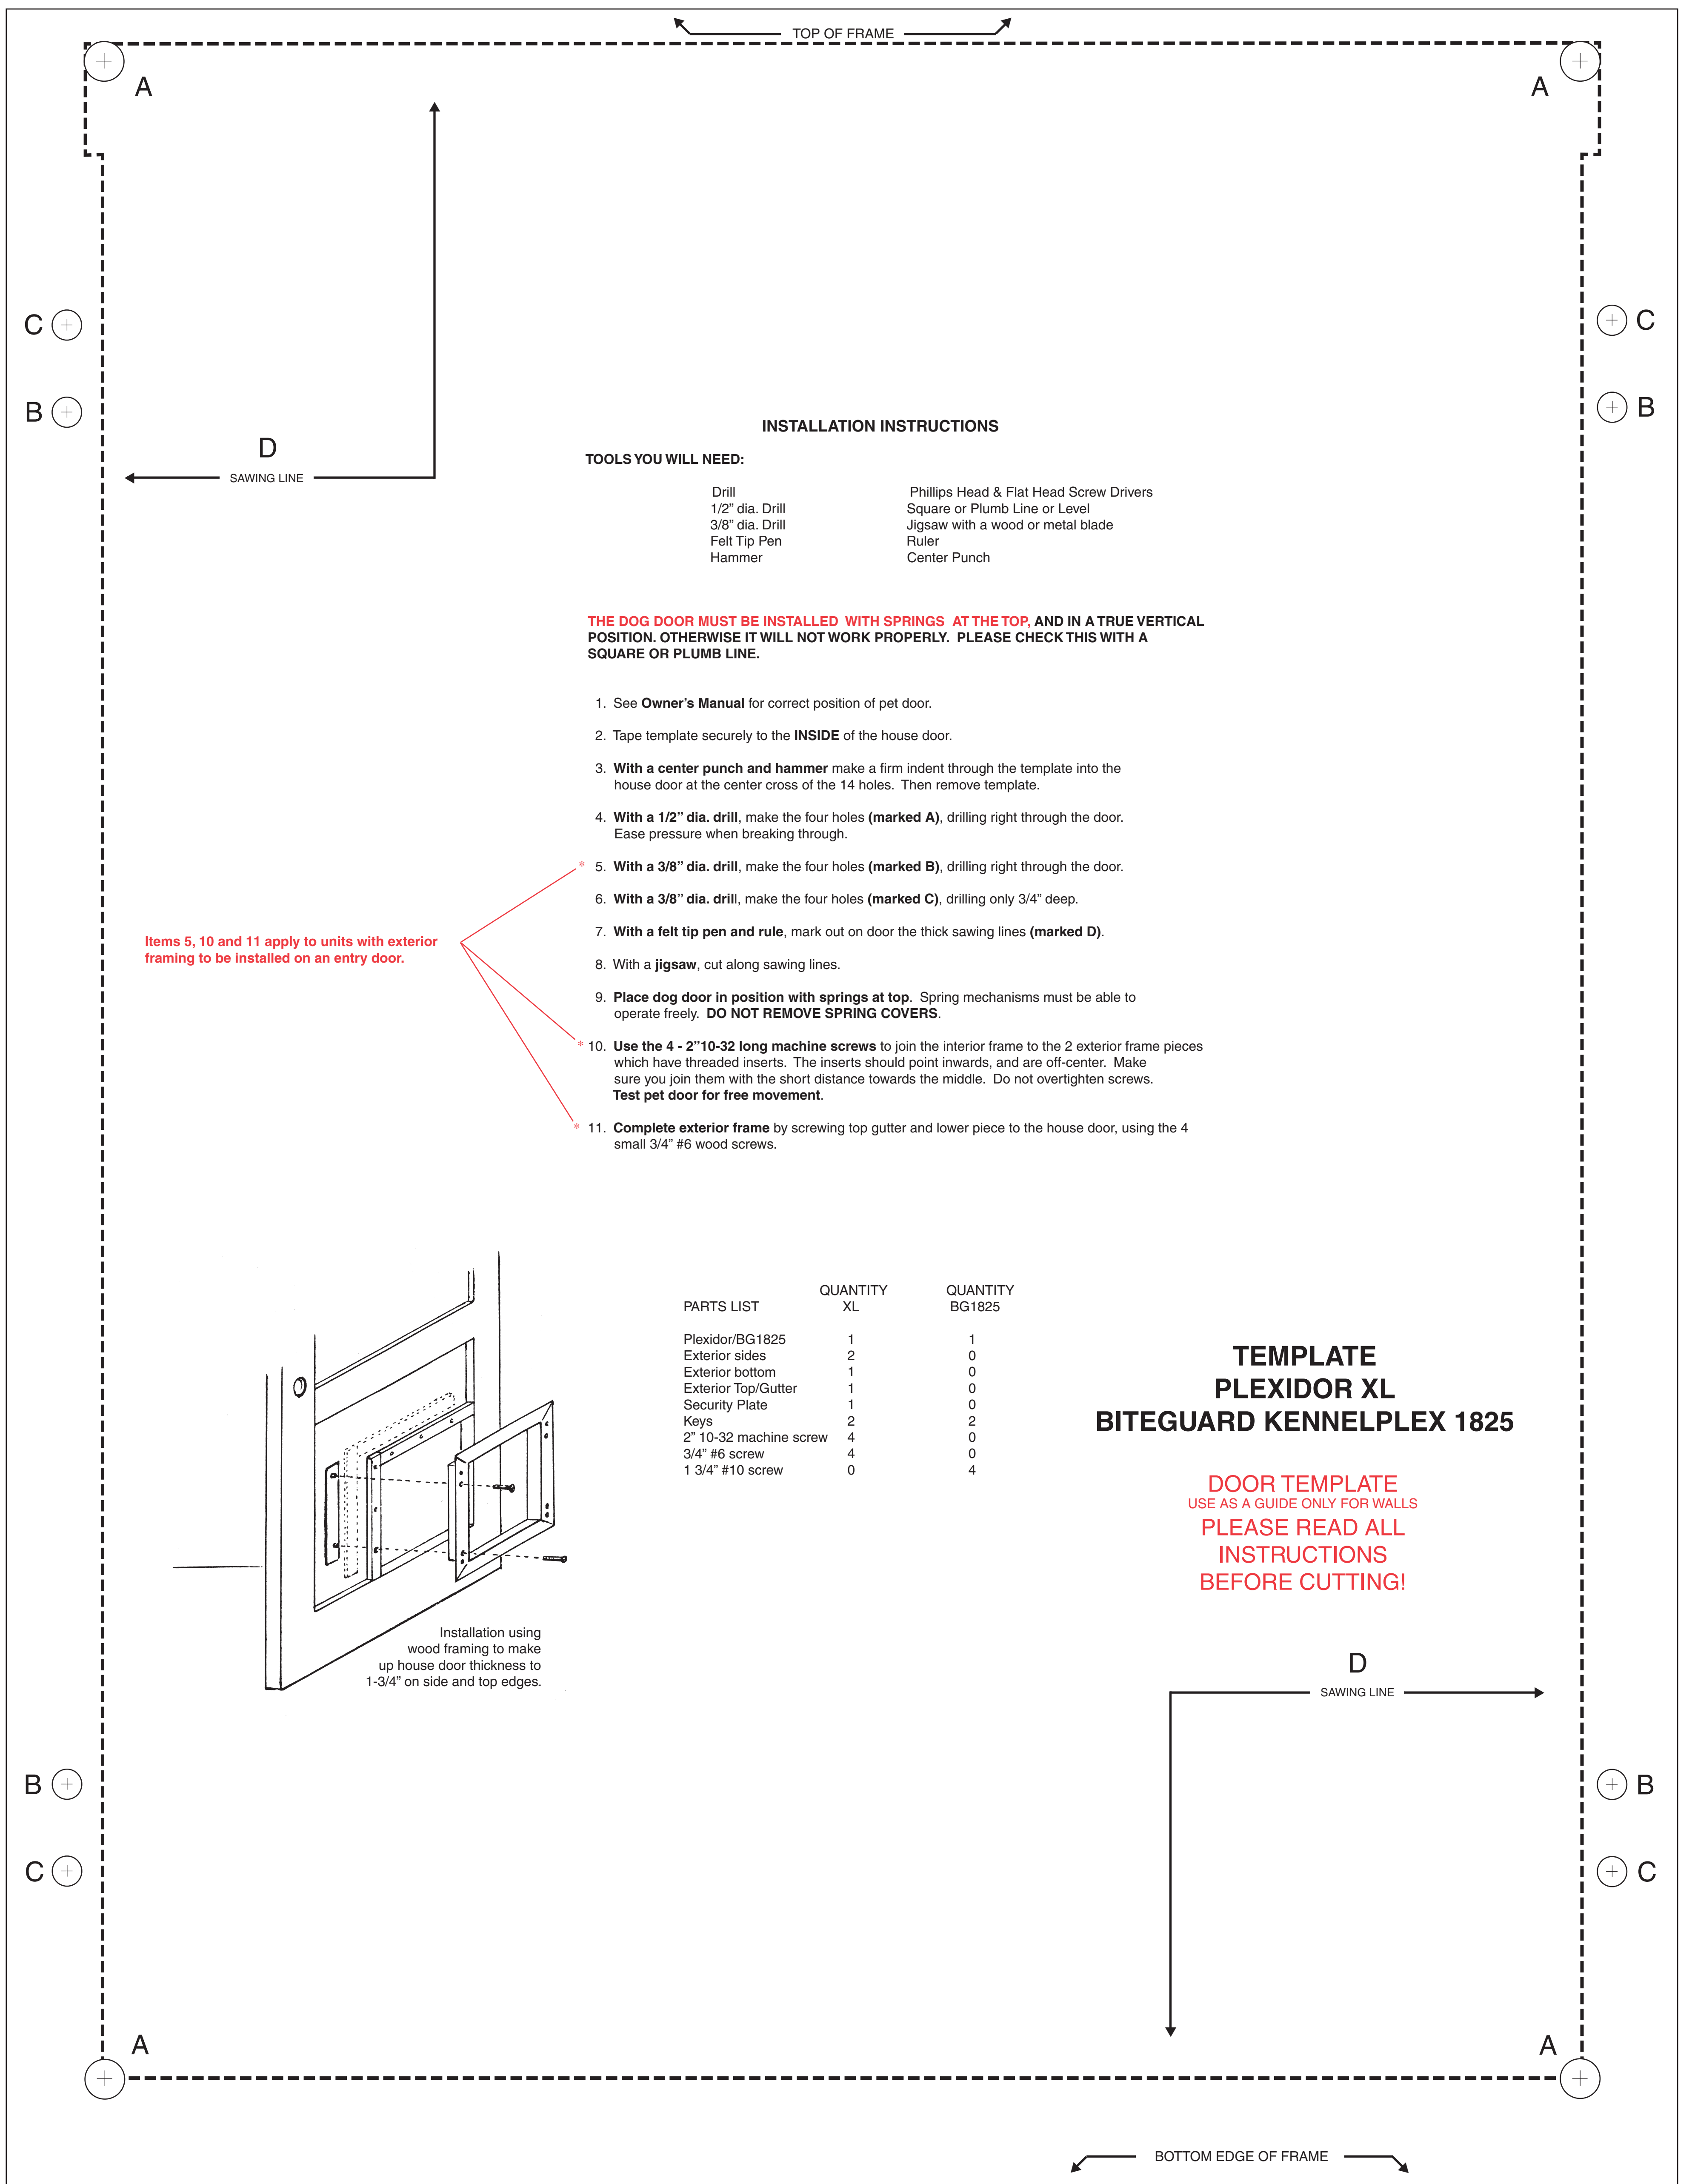 TOP OF FRAME
A
A
C
C
B
B
D
SAWING LINE
INSTALLATION INSTRUCTIONS
TOOLS YOU WILL NEED:
Drill Phillips Head & Flat Head Screw Drivers
1/2” dia. Drill Square or Plumb Line or Level
3/8” dia. Drill Jigsaw with a wood or metal blade
Felt Tip Pen Ruler
Hammer Center Punch
THE DOG DOOR MUST BE INSTALLED WITH SPRINGS AT THE TOP, AND IN A TRUE VERTICAL
POSITION. OTHERWISE IT WILL NOT WORK PROPERLY. PLEASE CHECK THIS WITH A
SQUARE OR PLUMB LINE.
1. See Owner’s Manual for correct position of pet door.
2. Tape template securely to the INSIDE of the house door.
3. With a center punch and hammer make a firm indent through the template into the
house door at the center cross of the 14 holes. Then remove template.
4. With a 1/2” dia. drill, make the four holes (marked A), drilling right through the door.
Ease pressure when breaking through.
* 5. With a 3/8” dia. drill, make the four holes (marked B), drilling right through the door.
6. With a 3/8” dia. drill, make the four holes (marked C), drilling only 3/4” deep.
7. With a felt tip pen and rule, mark out on door the thick sawing lines (marked D).
8. With a jigsaw, cut along sawing lines.
9. Place dog door in position with springs at top. Spring mechanisms must be able to
operate freely. DO NOT REMOVE SPRING COVERS.
* 10. Use the 4 - 2”10-32 long machine screws to join the interior frame to the 2 exterior frame pieces
which have threaded inserts. The inserts should point inwards, and are off-center. Make
sure you join them with the short distance towards the middle. Do not overtighten screws.
Test pet door for free movement.
* 11. Complete exterior frame by screwing top gutter and lower piece to the house door, using the 4
small 3/4” #6 wood screws.
Items 5, 10 and 11 apply to units with exterior
framing to be installed on an entry door.
QUANTITY QUANTITY
PARTS LIST XL BG1825
Plexidor/BG1825 1 1
Exterior sides 2 0
Exterior bottom 1 0
Exterior Top/Gutter 1 0
Security Plate 1 0
Keys 2 2
2” 10-32 machine screw 4 0
3/4” #6 screw 4 0
1 3/4” #10 screw 0 4
TEMPLATE
PLEXIDOR XL
BITEGUARD KENNELPLEX 1825
DOOR TEMPLATE
USE AS A GUIDE ONLY FOR WALLS
PLEASE READ ALL
INSTRUCTIONS
BEFORE CUTTING!
Installation using
wood framing to make
up house door thickness to
1-3/4” on side and top edges.
D
SAWING LINE
B
B
C
C
A
A
BOTTOM EDGE OF FRAME